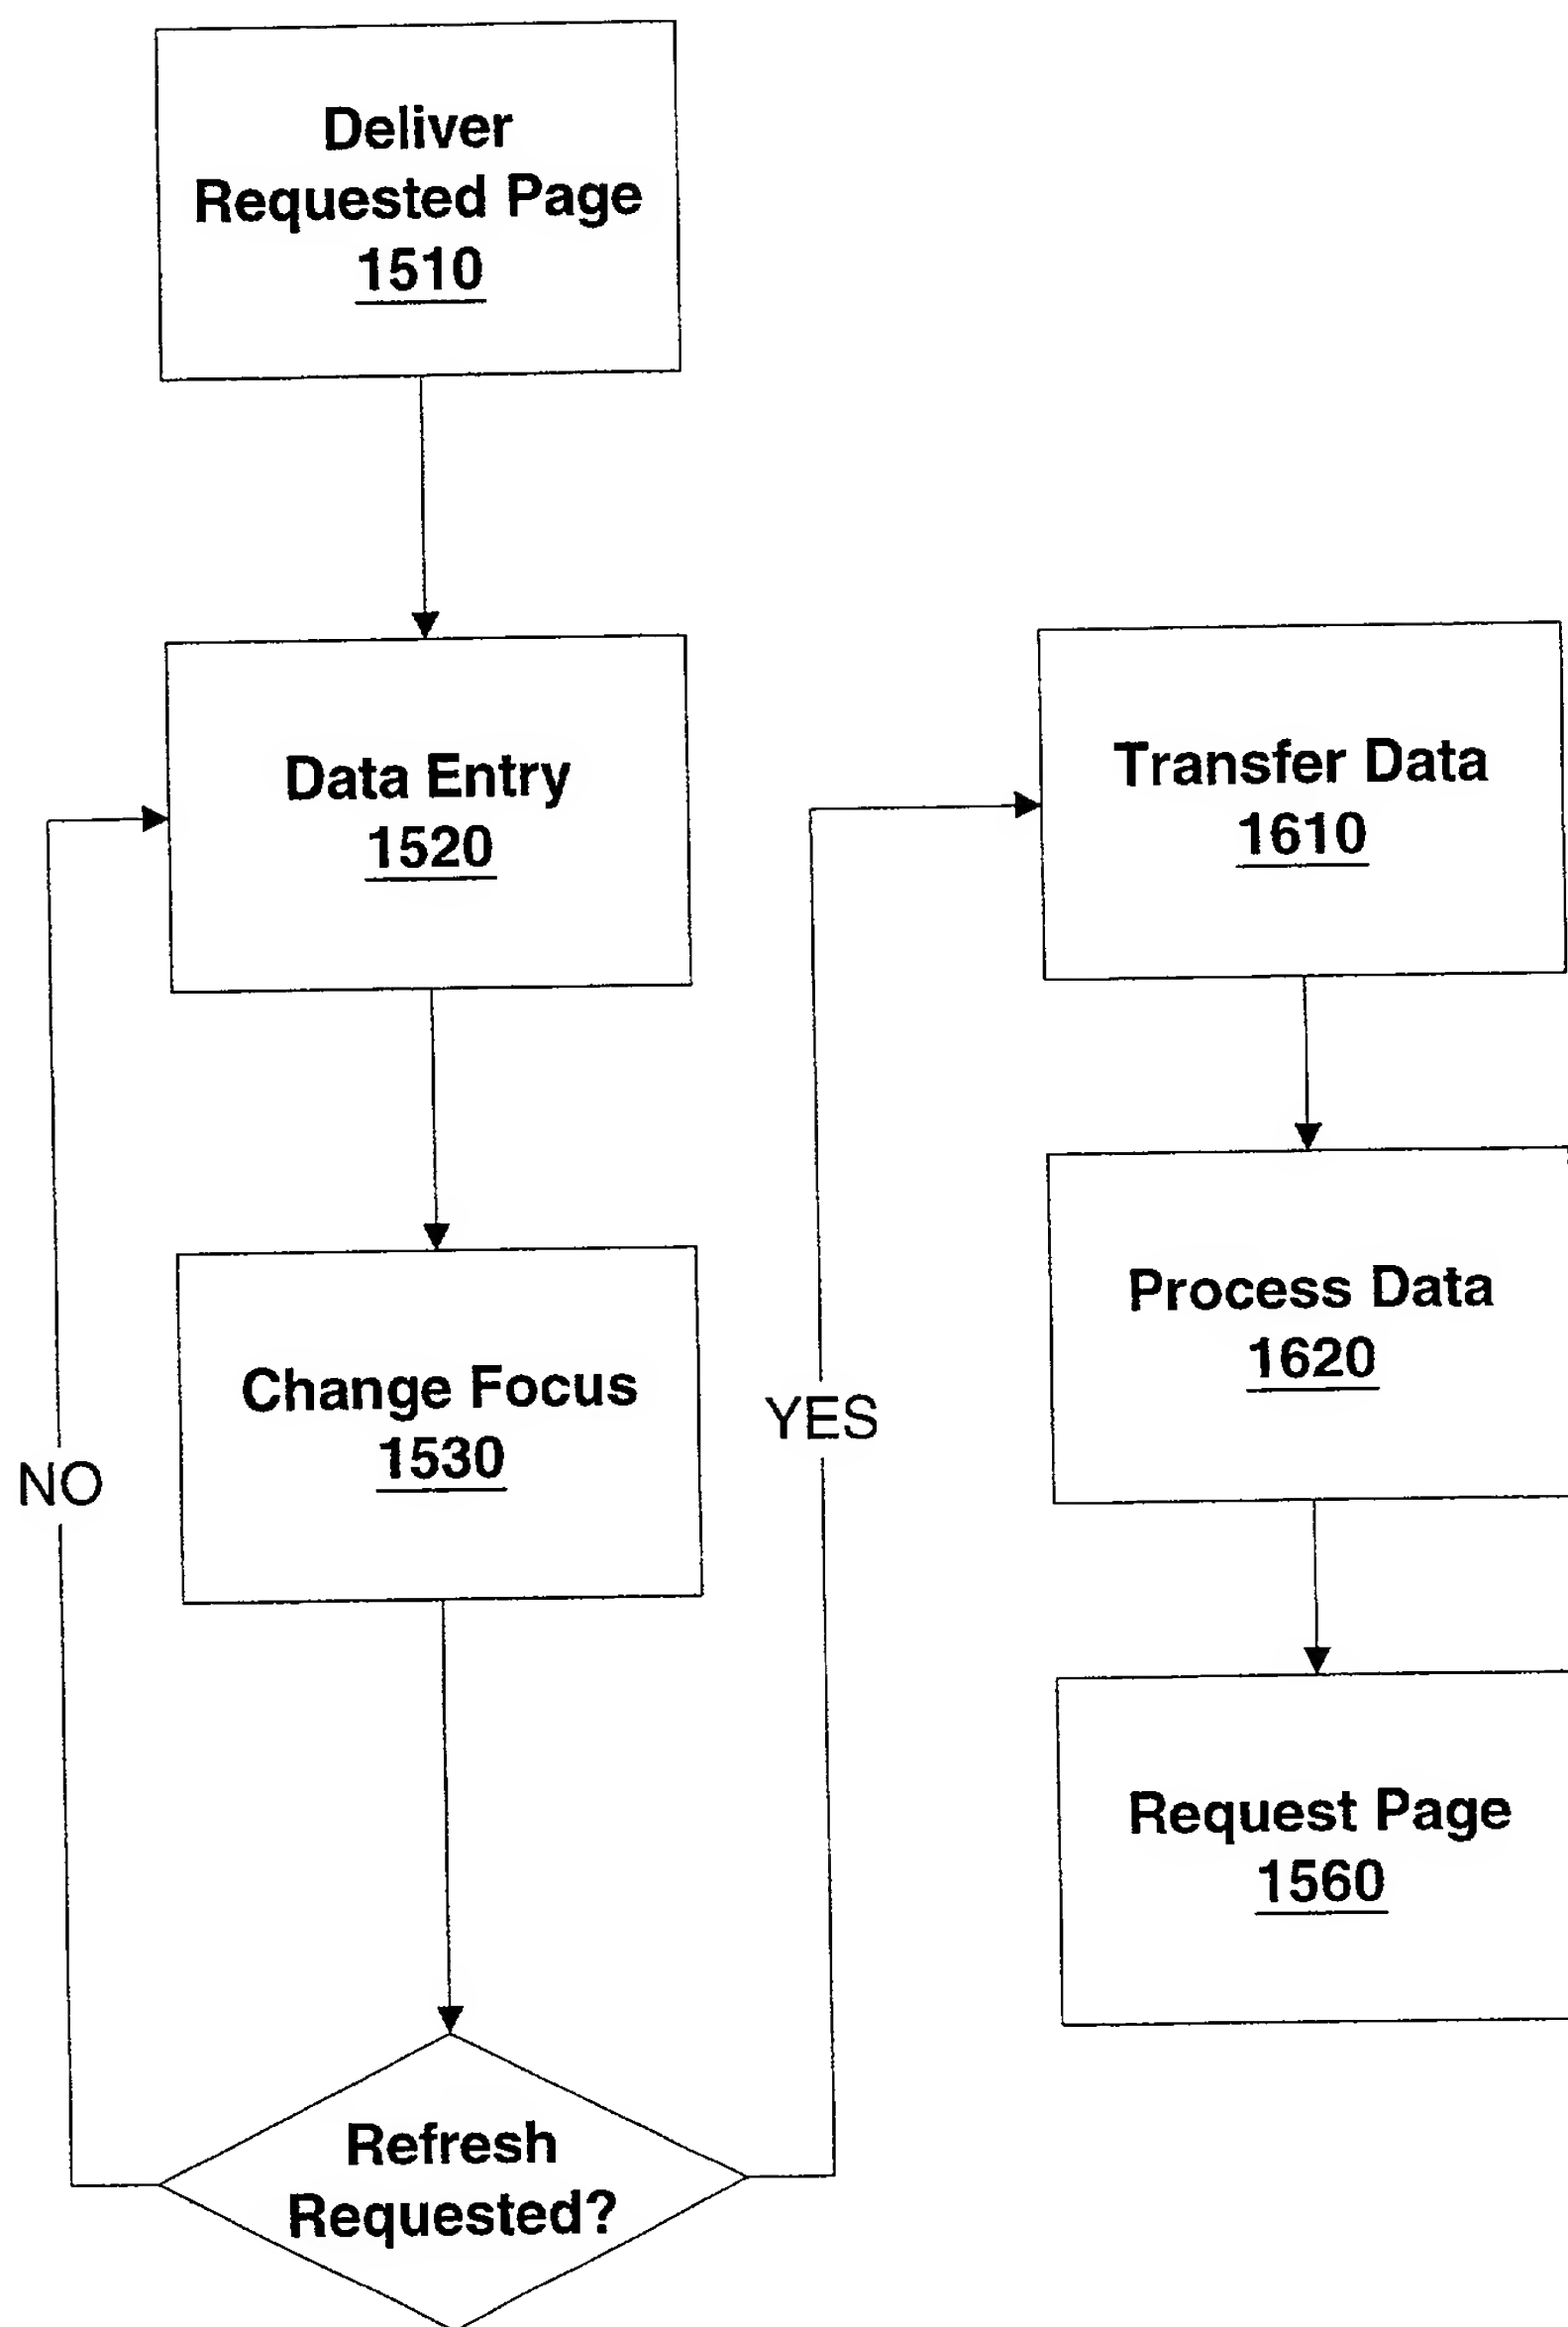 Deliver
Requested Page
1510
Data Entry
1520
Change Focus
1530
NO
Refresh
Requested?
YES
Transfer Data
1610
Process Data
1620
Request Page
1560